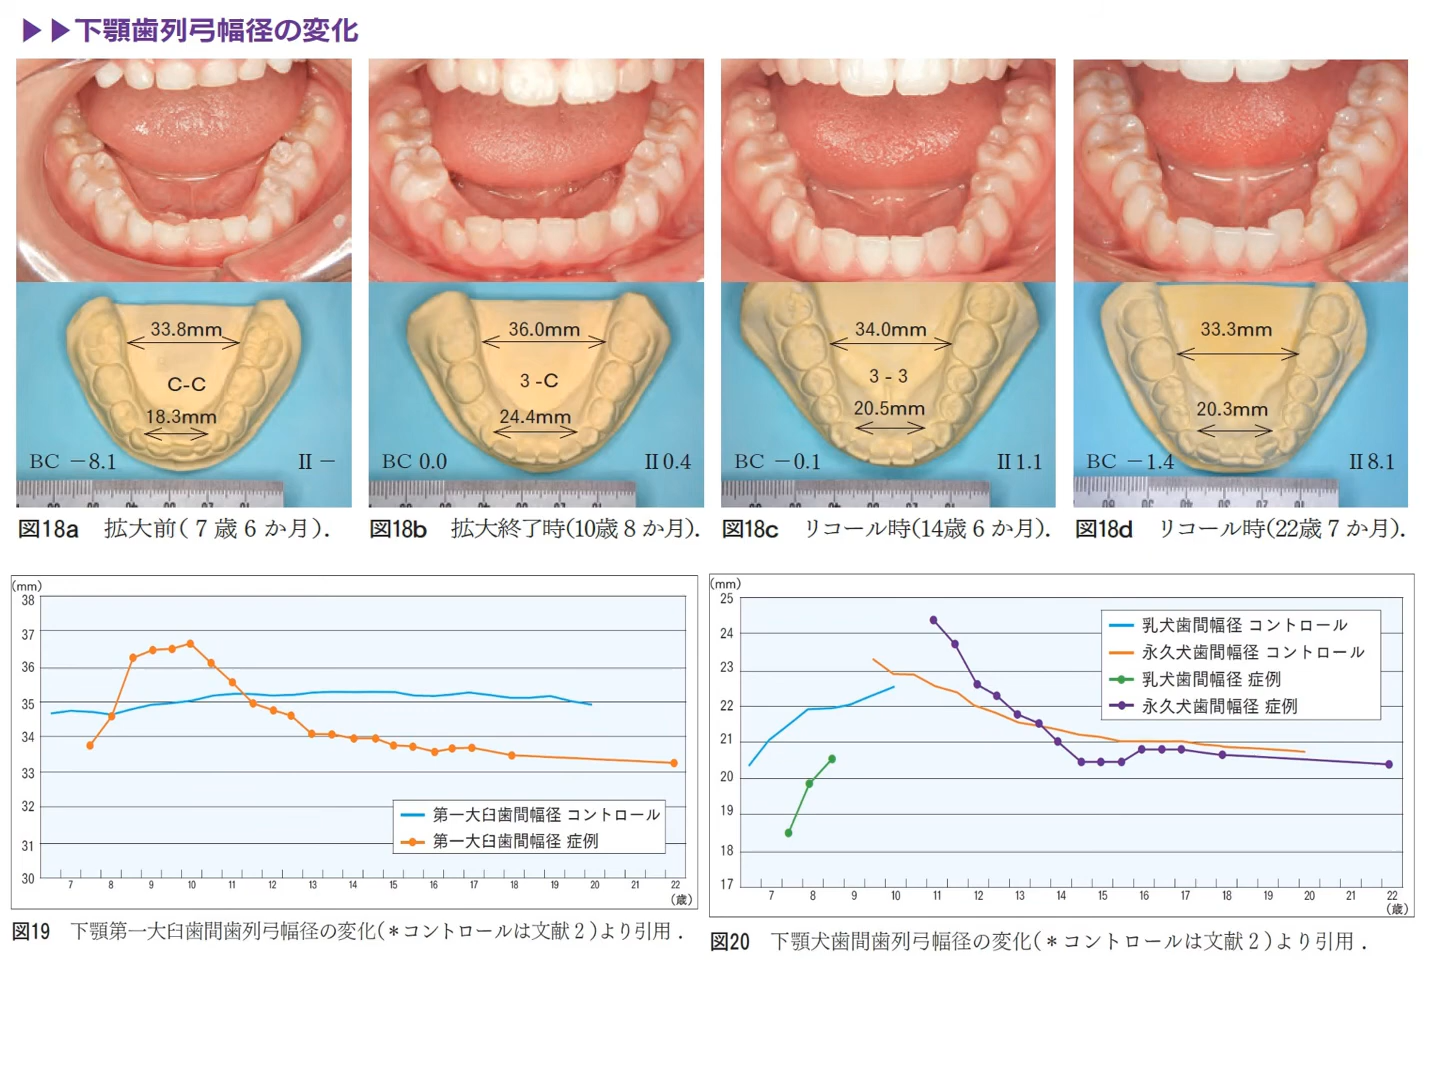 ▶▶下顎歯列弓幅径の変化
33.8mm
C-C
18.3mm
BC －8.1
II －
36.0mm
3 -C
24.4mm
BC 0.0
II 0.4
34.0mm
3 - 3
20.5mm
BC －0.1
II 1.1
33.3mm
20.3mm
BC －1.4
II 8.1
図18a 拡大前(7歳6か月).
図18b 拡大終了時(10歳8か月).
図18c リコール時(14歳6か月).
図18d リコール時(22歳7か月).
(mm)
38
37
36
35
34
33
32
31
30
第一大臼歯間幅径 コントロール
第一大臼歯間幅径 症例
7 8 9 10 11 12 13 14 15 16 17 18 19 20 21 22
(歳)
図19 下顎第一大臼歯間歯列弓幅径の変化(＊コントロールは文献2)より引用.
(mm)
25
24
23
22
21
20
19
18
17
乳犬歯間幅径 コントロール
永久犬歯間幅径 コントロール
乳犬歯間幅径 症例
永久犬歯間幅径 症例
7 8 9 10 11 12 13 14 15 16 17 18 19 20 21 22
(歳)
図20 下顎犬歯間歯列弓幅径の変化(＊コントロールは文献2)より引用.